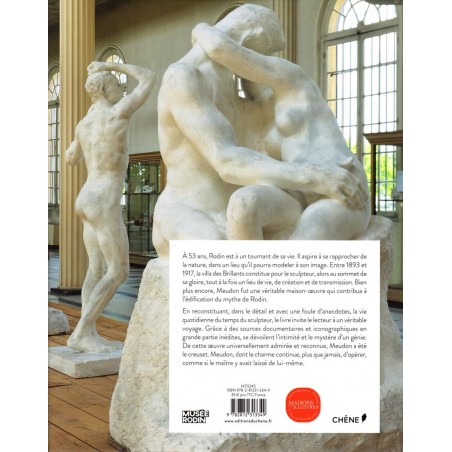 À 53 ans, Rodin est à un tournant de sa vie. Il aspire à se rapprocher de
la nature, dans un lieu qu'il pourra modeler à son image. Entre 1893 et
1917, la villa des Brillants constitue pour le sculpteur, alors au sommet de
sa gloire, tout à la fois un lieu de vie, de création et de transmission. Bien
plus encore, Meudon fut une véritable maison-œuvre qui contribua à
l'édification du mythe de Rodin.
En reconstituant, dans le détail et avec une foule d'anecdotes, la vie
quotidienne du temps du sculpteur, le livre invite le lecteur à un véritable
voyage. Grâce à des sources documentaires et iconographiques en
grande partie inédites, se dévoilent l'intimité et le mystère d'un génie.
De cette œuvre universellement admirée et reconnue, Meudon a été
le creuset. Meudon, dont le charme continue, plus que jamais, d'opérer,
comme si le maître y avait laissé de lui-même.
35 € prix TTC France
MUSÉE
RODIN
www.editionsduchene.fr
MAISONS
DES ILLUSTRES
CHÊNE